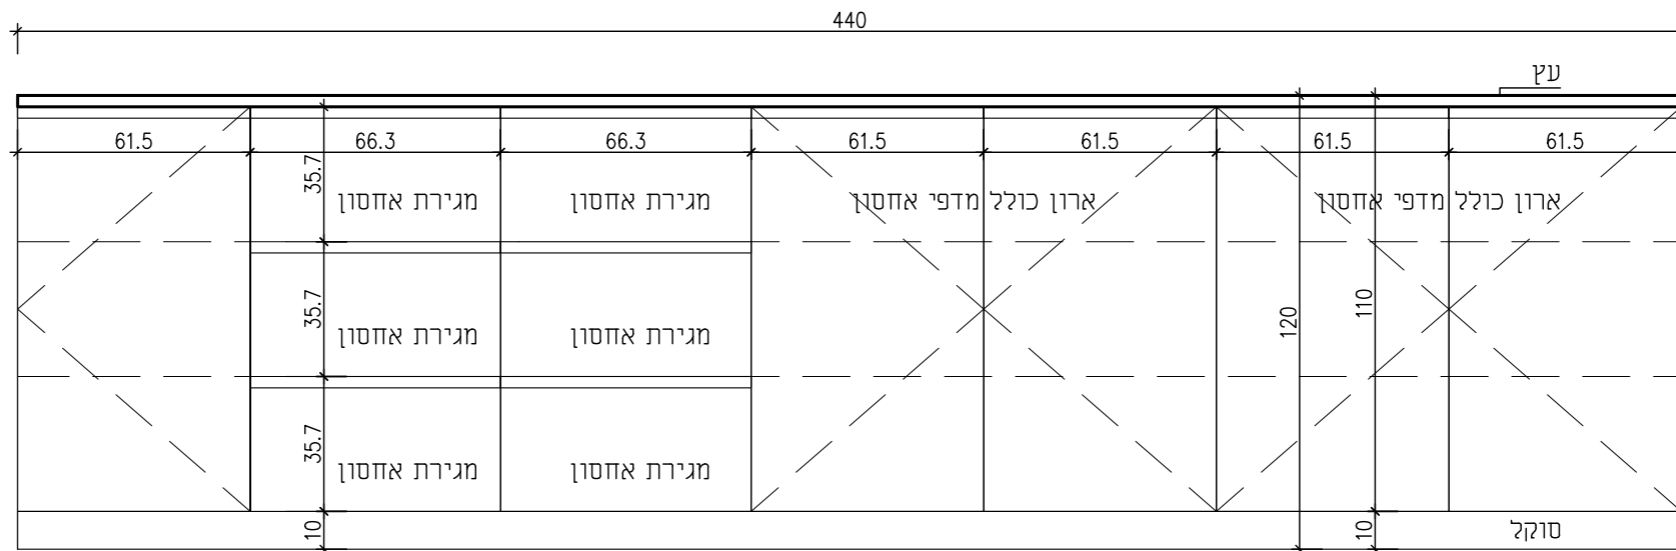 440
עץ
61.5 66.3 66.3 61.5 61.5 61.5 61.5
35.7
מגירת אחסון מגירת אחסון ארון כולל מדפי אחסון ארון כולל מדפי אחסון
35.7 120 110
מגירת אחסון מגירת אחסון
35.7
מגירת אחסון מגירת אחסון
10 10 סוקל